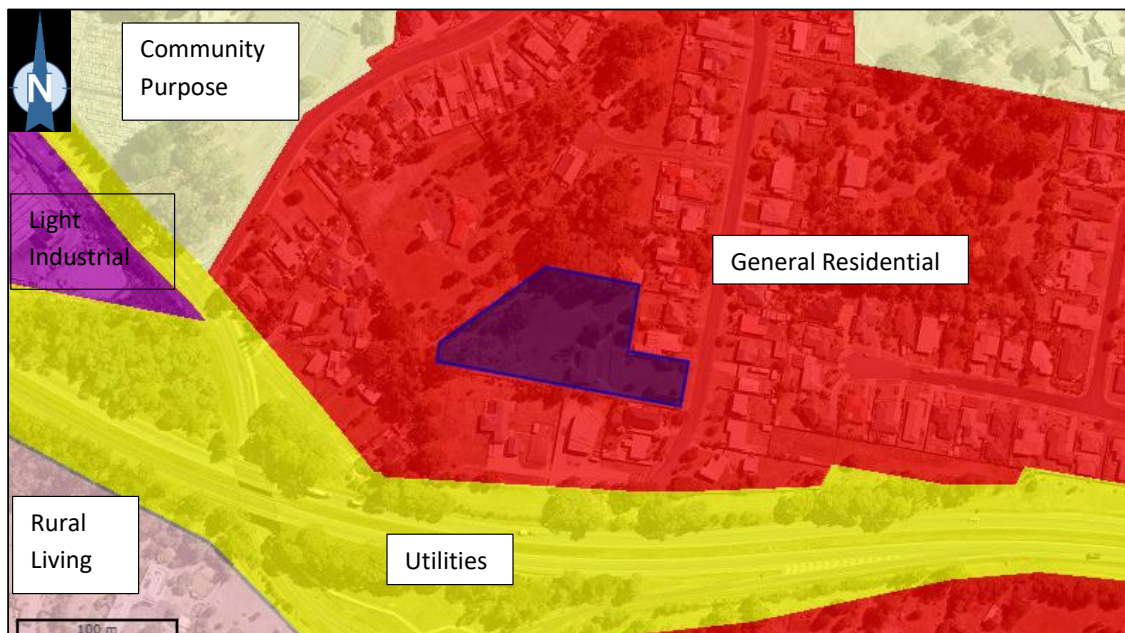 N
Community
Purpose
Light
Industrial
General Residential
Rural
Living
Utilities
100 m